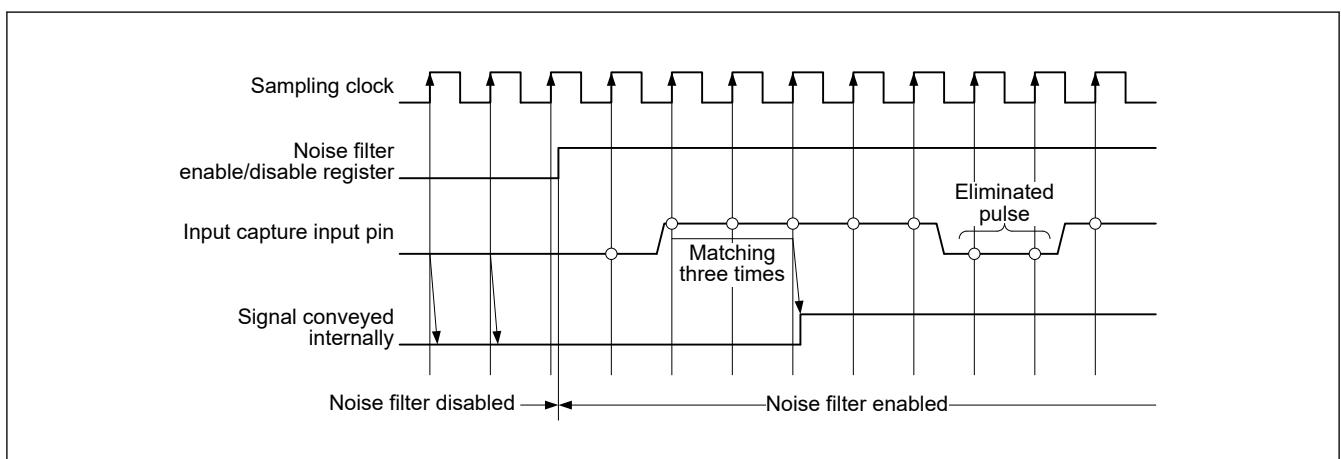 Sampling clock
Noise filter
enable/disable register
Eliminated
pulse
Input capture input pin
Matching
three times
Signal conveyed
internally
Noise filter disabled
Noise filter enabled